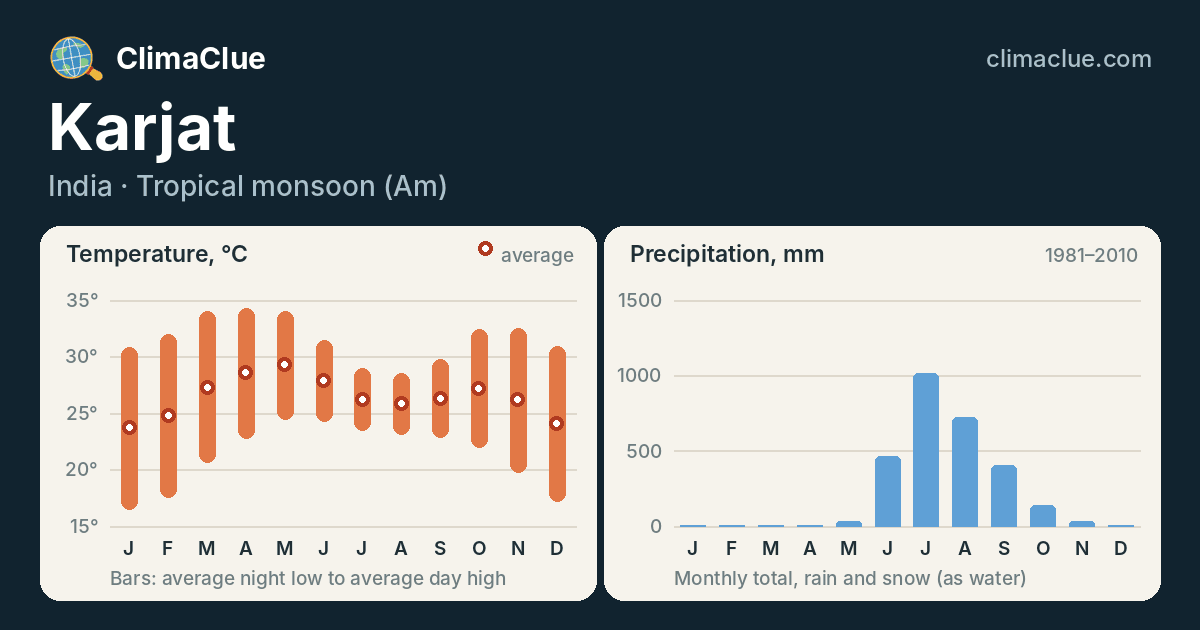 ClimaClue
climaclue.com
Karjat
India · Tropical monsoon (Am)
Temperature, °C
average
35°
30°
25°
20°
15°
J F M A M J J A S O N D
Bars: average night low to average day high
Precipitation, mm
1981–2010
1500
1000
500
0
J F M A M J J A S O N D
Monthly total, rain and snow (as water)